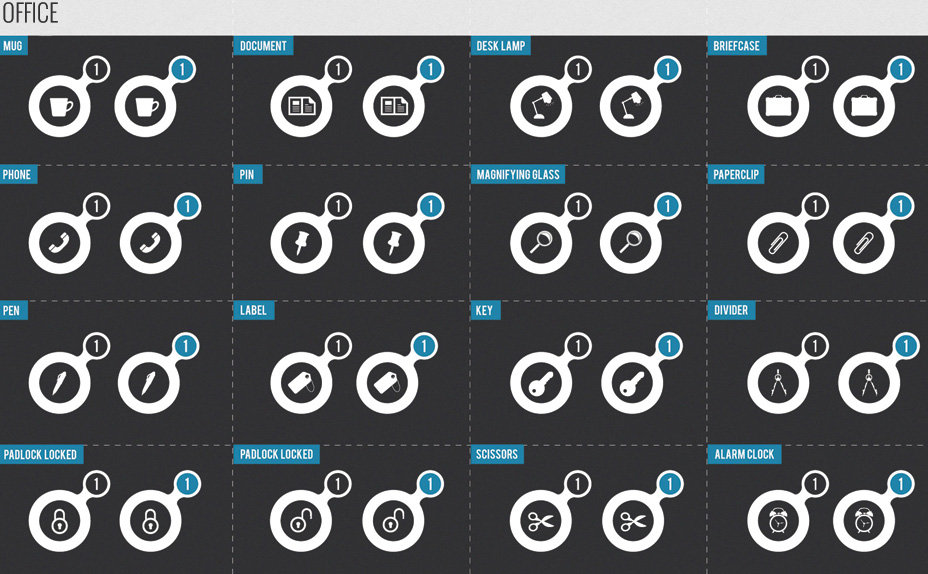 OFFICE
MUG
DOCUMENT
DESK LAMP
BRIEFCASE
1 1 1 1 1 1 1 1
PHONE
PIN
MAGNIFYING GLASS
PAPERCLIP
1 1 1 1 1 1 1 1
PEN
LABEL
KEY
DIVIDER
1 1 1 1 1 1 1 1
PADLOCK LOCKED
PADLOCK LOCKED
SCISSORS
ALARM CLOCK
1 1 1 1 1 1 1 1